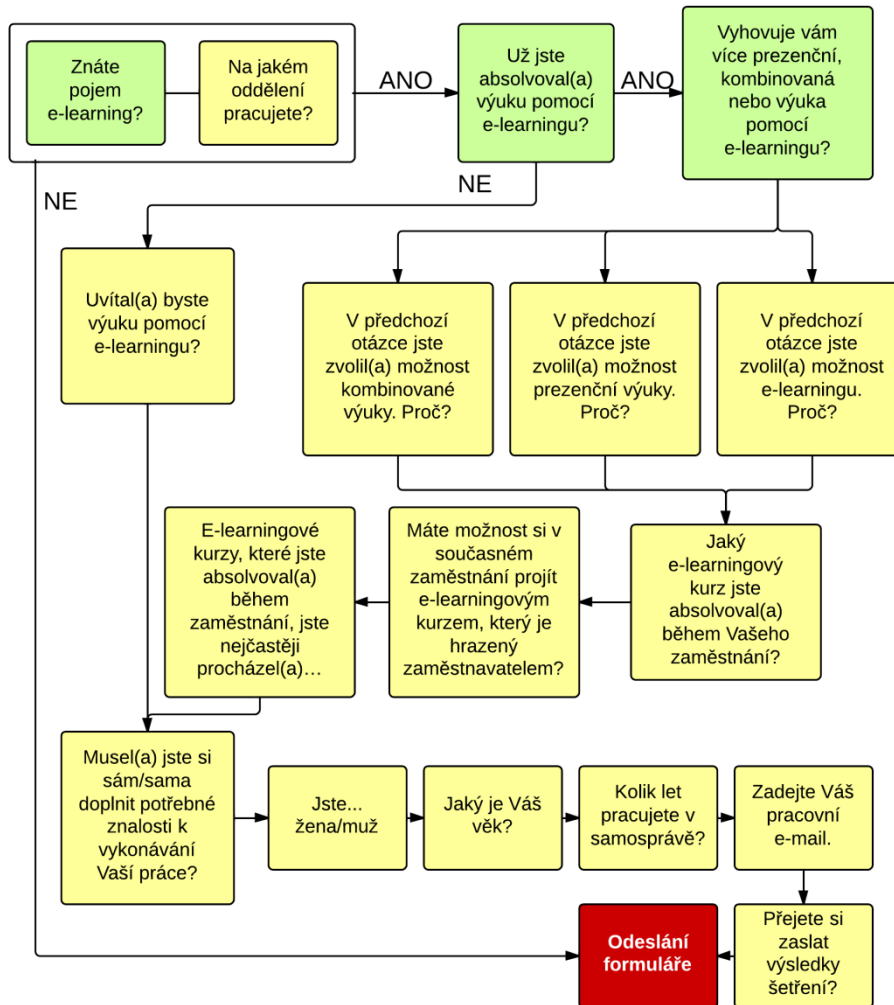 Znáte
pojem
e-learning?
Na jakém
oddělení
pracujete?
ANO
Už jste
absolvoval(a)
výuku pomocí
e-learningu?
ANO
Vyhovuje vám
více prezenční,
kombinovaná
nebo výuka
pomocí
e-learningu?
NE
NE
Uvítal(a) byste
výuku pomocí
e-learningu?
V předchozí
otázce jste
zvolil(a) možnost
kombinované
výuky. Proč?
V předchozí
otázce jste
zvolil(a) možnost
prezenční výuky.
Proč?
V předchozí
otázce jste
zvolil(a) možnost
e-learningu.
Proč?
E-learningové
kurzy, které jste
absolvoval(a)
během
zaměstnání, jste
nejčastěji
procházel(a)…
Máte možnost si v
současném
zaměstnání projít
e-learningovým
kurzem, který je
hrazený
zaměstnavatelem?
Jaký
e-learningový
kurz jste
absolvoval(a)
během Vašeho
zaměstnání?
Musel(a) jste si
sám/sama
doplnit potřebné
znalosti k
vykonávání
Vaší práce?
Jste...
žena/muž
Jaký je Váš
věk?
Kolik let
pracujete v
samosprávě?
Zadejte Váš
pracovní
e-mail.
Odeslání
formuláře
Přejete si
zaslat
výsledky
šetření?